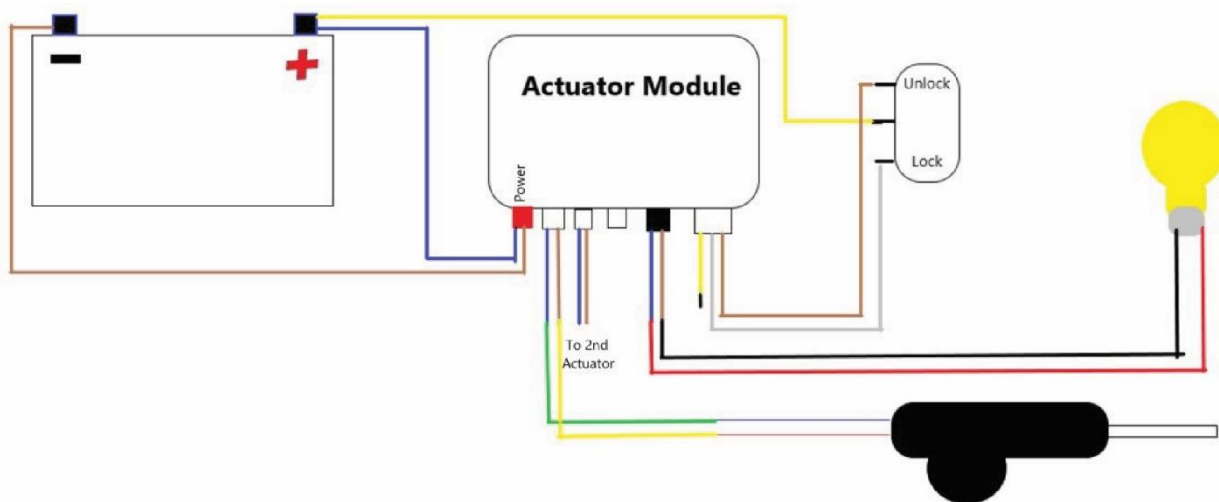 Actuator Module
Unlock
Lock
Power
To 2nd
Actuator